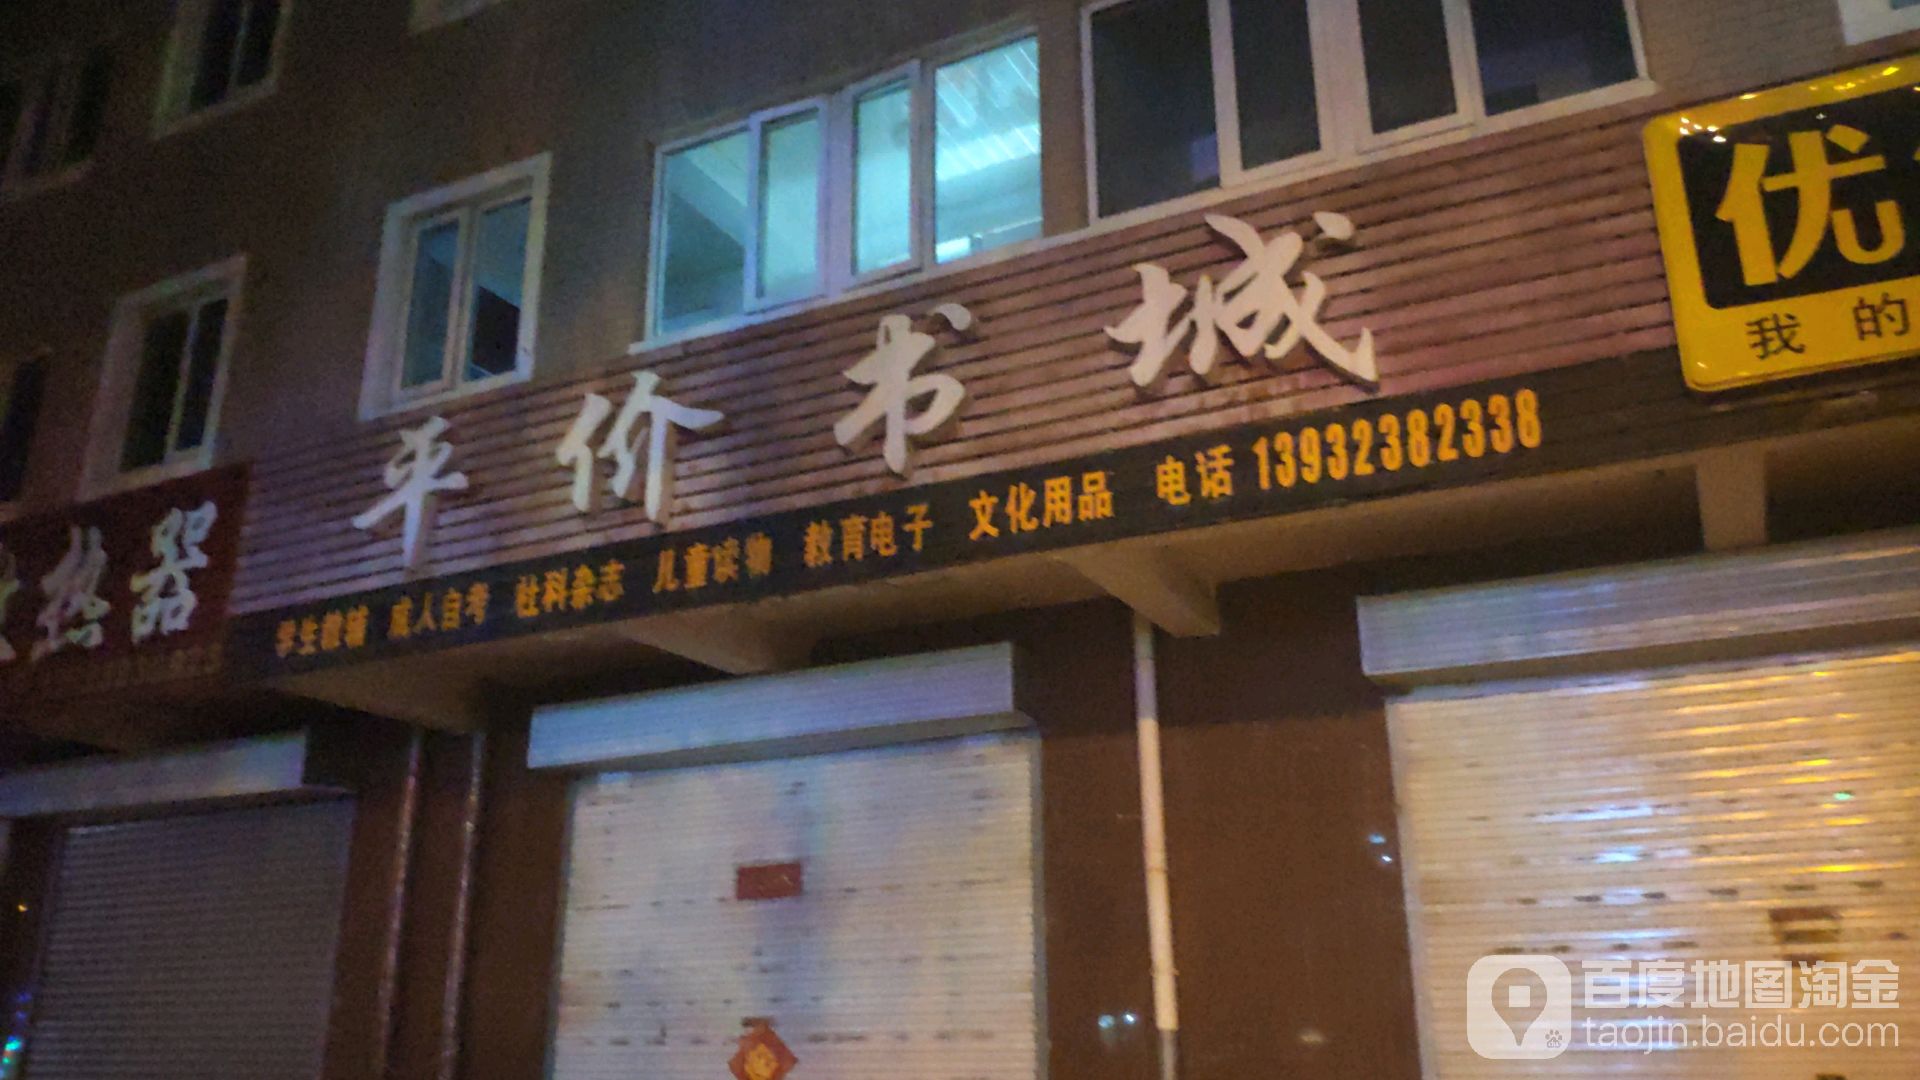 平价书城
学生教辅 成人自考 社科杂志 儿童读物 教育电子 文化用品 电话 13932382338
热器
优
我的
百度地图淘金
taojin.baidu.com